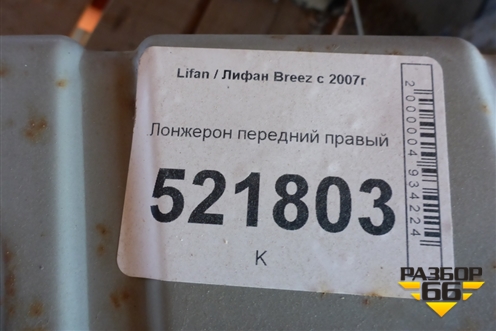 Lifan / Лифан Breez с 2007г
Лонжерон передний правый
521803
К
2000004934224
РАЗБОР
66